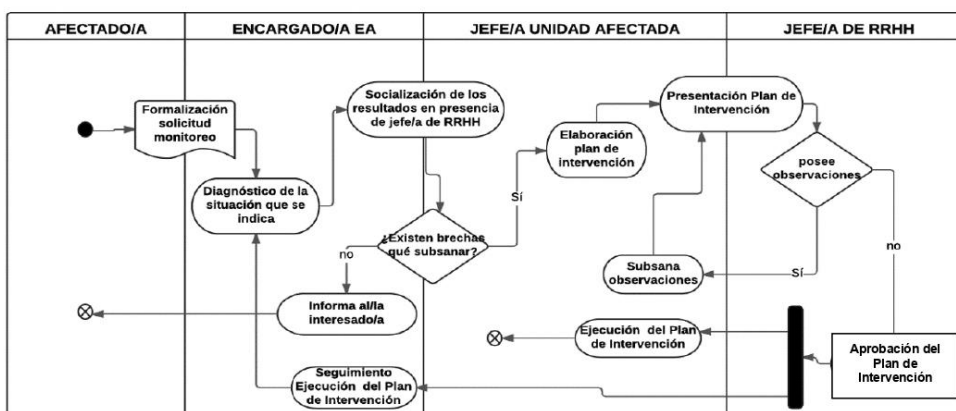 AFECTADO/A
ENCARGADO/A EA
JEFE/A UNIDAD AFECTADA
JEFE/A DE RRHH
Formalización
solicitud
monitoreo
Socialización de los
resultados en presencia
de jefe/a de RRHH
Elaboración
plan de
intervención
Presentación Plan de
Intervención
posee
observaciones
Diagnóstico de la
situación que se
indica
Sí
¿Existen brechas
qué subsanar?
no
no
Subsana
observaciones
Sí
Informa al/la
interesado/a
Ejecución del Plan
de Intervención
Aprobación del
Plan de
Intervención
Seguimiento
Ejecución del Plan
de Intervención